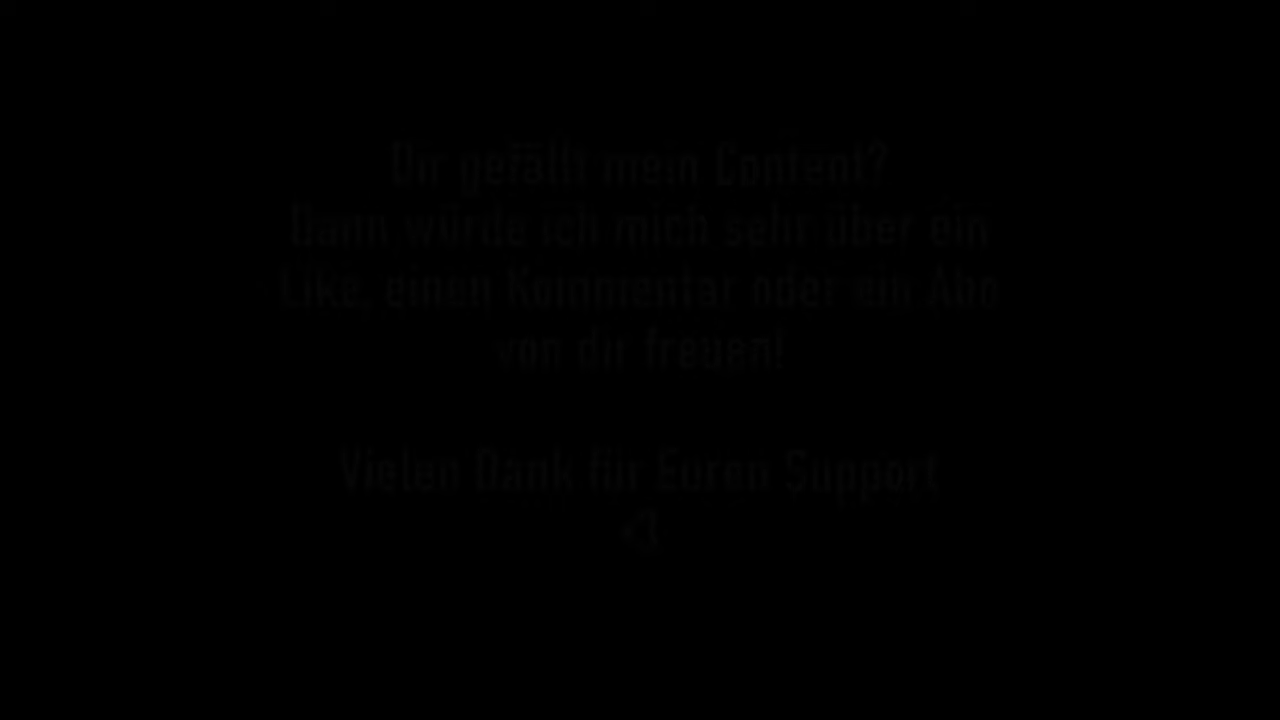 Dir gefällt mein Content?
Dann würde ich mich sehr über ein
Like, einen Kommentar oder ein Abo
von dir freuen!
Vielen Dank für Euren Support
<3